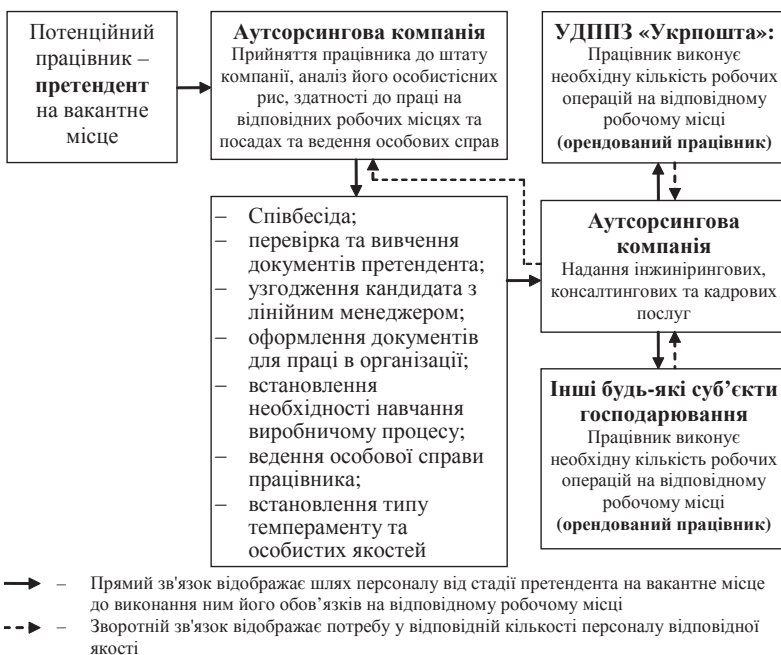 Потенційний
працівник –
претендент
на вакантне
місце
Аутсорсингова компанія
Прийняття працівника до штату
компанії, аналіз його особистісних
рис, здатності до праці на
відповідних робочих місцях та
посадах та ведення особових справ
УДППЗ «Укрпошта»:
Працівник виконує
необхідну кількість робочих
операцій на відповідному
робочому місці
(орендований працівник)
– Співбесіда;
– перевірка та вивчення
документів претендента;
– узгодження кандидата з
лінійним менеджером;
– оформлення документів
для праці в організації;
– встановлення
необхідності навчання
виробничому процесу;
– ведення особової справи
працівника;
– встановлення типу
темпераменту та
особистих якостей
Аутсорсингова
компанія
Надання інжинірингових,
консалтингових та кадрових
послуг
Інші будь-які суб’єкти
господарювання
Працівник виконує
необхідну кількість робочих
операцій на відповідному
робочому місці
(орендований працівник)
– Прямий зв'язок відображає шлях персоналу від стадії претендента на вакантне місце
до виконання ним його обов’язків на відповідному робочому місці
– Зворотній зв'язок відображає потребу у відповідній кількості персоналу відповідної
якості